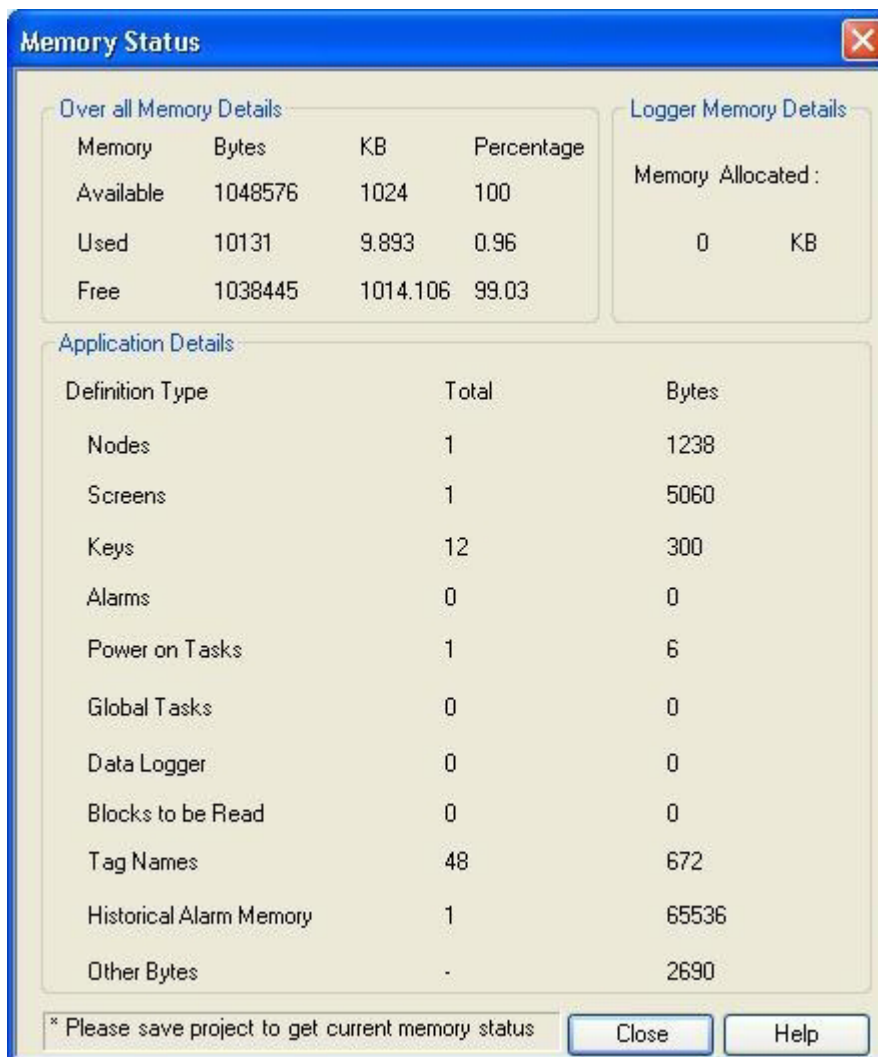 Memory Status
Over all Memory Details
Memory Bytes KB Percentage
Available 1048576 1024 100
Used 10131 9.893 0.96
Free 1038445 1014.106 99.03
Logger Memory Details
Memory Allocated :
0 KB
Application Details
Definition Type Total Bytes
Nodes 1 1238
Screens 1 5060
Keys 12 300
Alarms 0 0
Power on Tasks 1 6
Global Tasks 0 0
Data Logger 0 0
Blocks to be Read 0 0
Tag Names 48 672
Historical Alarm Memory 1 65536
Other Bytes - 2690
* Please save project to get current memory status
Close
Help